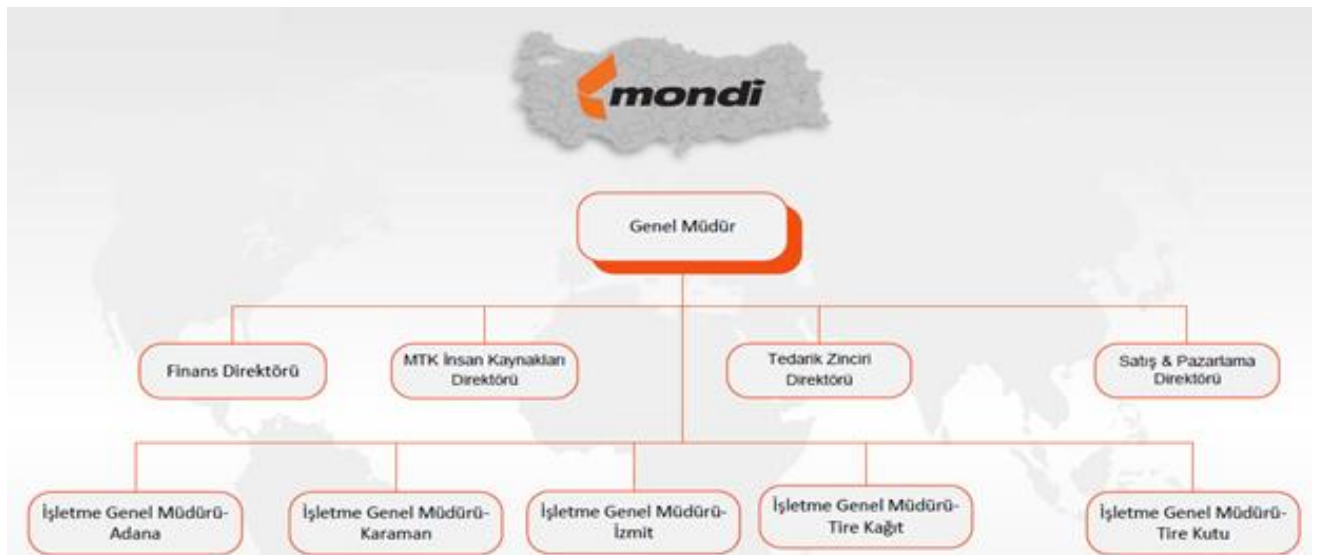 mondi
Genel Müdür
Finans Direktörü
MTK İnsan Kaynakları
Direktörü
Tedarik Zinciri
Direktörü
Satış & Pazarlama
Direktörü
İşletme Genel Müdürü-
Adana
İşletme Genel Müdürü-
Karaman
İşletme Genel Müdürü-
İzmit
İşletme Genel Müdürü-
Tire Kağıt
İşletme Genel Müdürü-
Tire Kutu